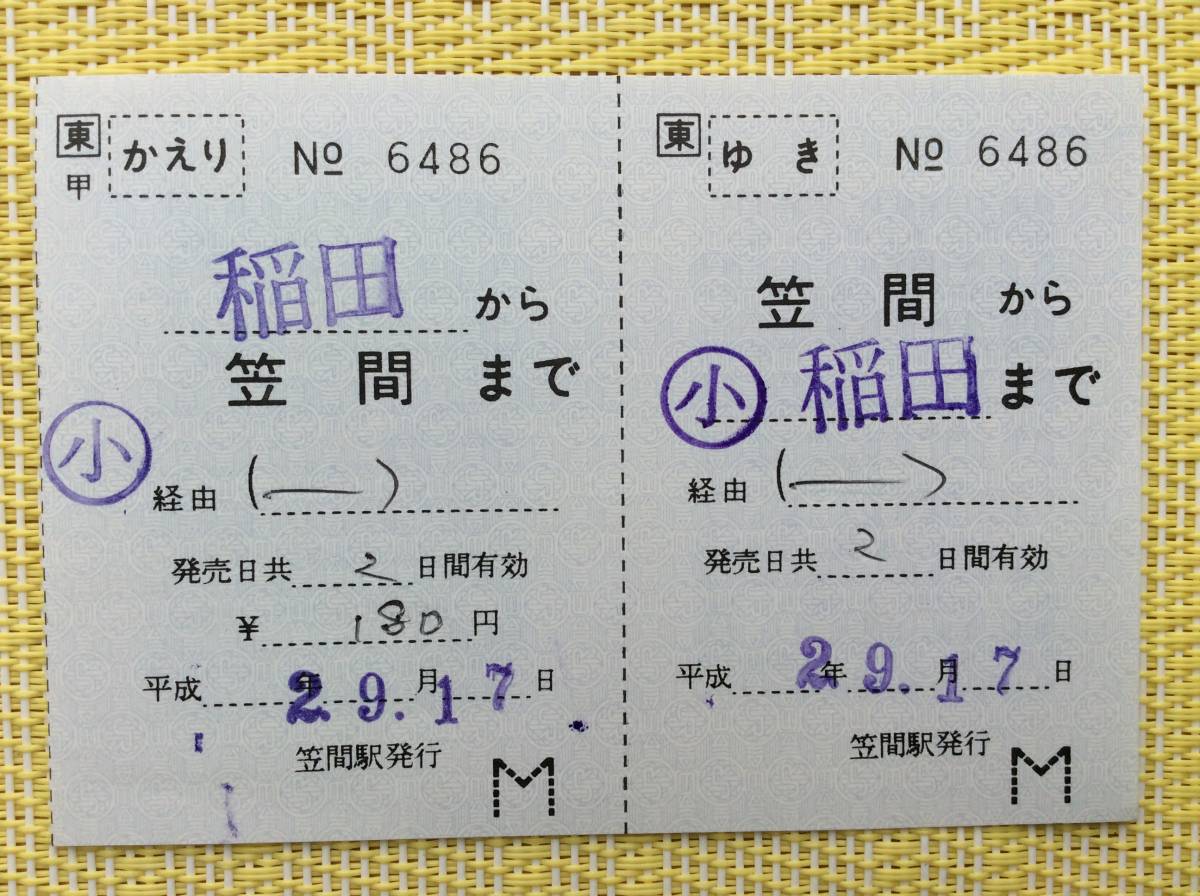 東 かえり № 6486
甲
稲田から
笠間まで
小
経由 (—)
発売日共 2 日間有効
¥ 180 円
平成 2年 9.月 17日
笠間駅発行
M
東 ゆき № 6486
笠間から
小 稲田まで
経由 (—)
発売日共 2 日間有効
平成 2年 9.月 17日
笠間駅発行
M